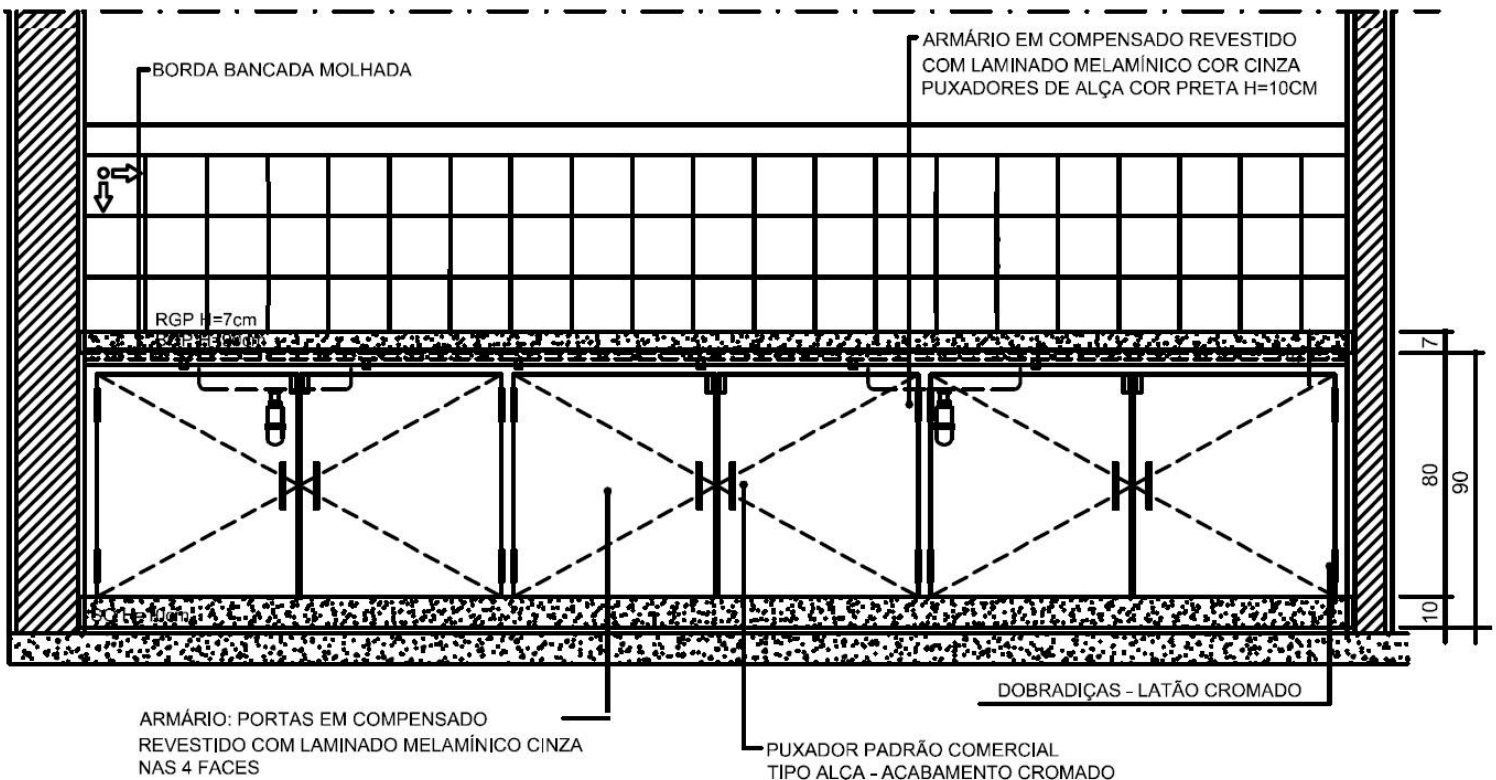 BORDA BANCADA MOLHADA
ARMÁRIO EM COMPENSADO REVESTIDO
COM LAMINADO MELAMÍNICO COR CINZA
PUXADORES DE ALÇA COR PRETA H=10CM
RGP H=7cm
7
80
90
10
DOBRADIÇAS - LATÃO CROMADO
ARMÁRIO: PORTAS EM COMPENSADO
REVESTIDO COM LAMINADO MELAMÍNICO CINZA
NAS 4 FACES
PUXADOR PADRÃO COMERCIAL
TIPO ALÇA - ACABAMENTO CROMADO